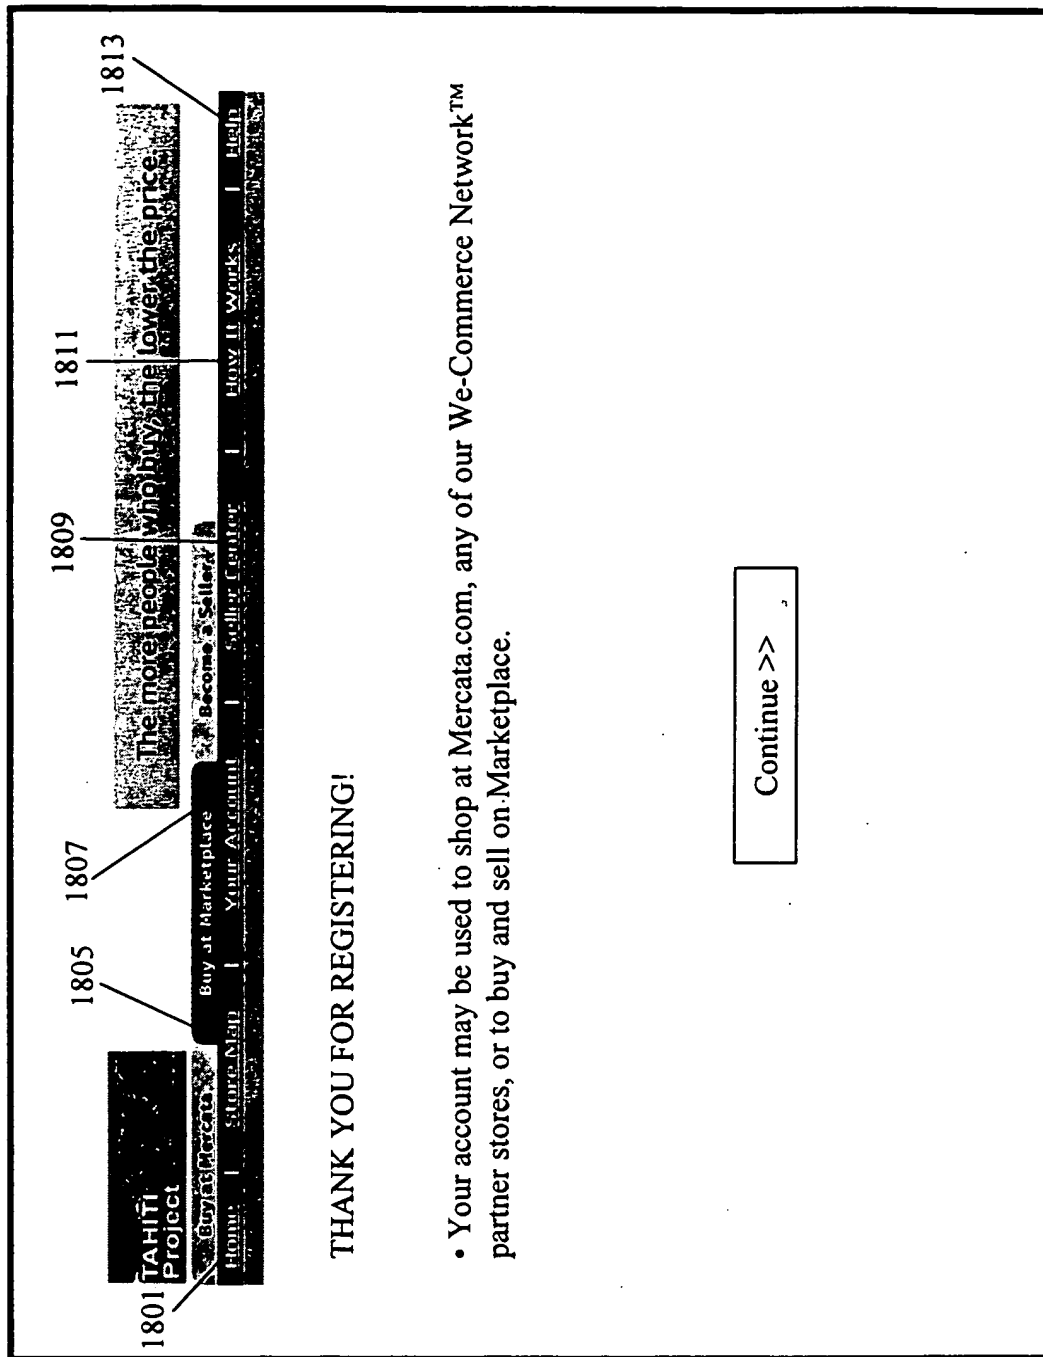 1801
1805
1807
1809
1811
1813
TAHITI
Project
The more people who buy, the lower the price.
Buy at Mercata
Buy at Marketplace
Become a Seller
Home | Store Map | Your Account | Seller Center | How It Works | Help
THANK YOU FOR REGISTERING!
• Your account may be used to shop at Mercata.com, any of our We-Commerce Network™
partner stores, or to buy and sell on Marketplace.
Continue >>